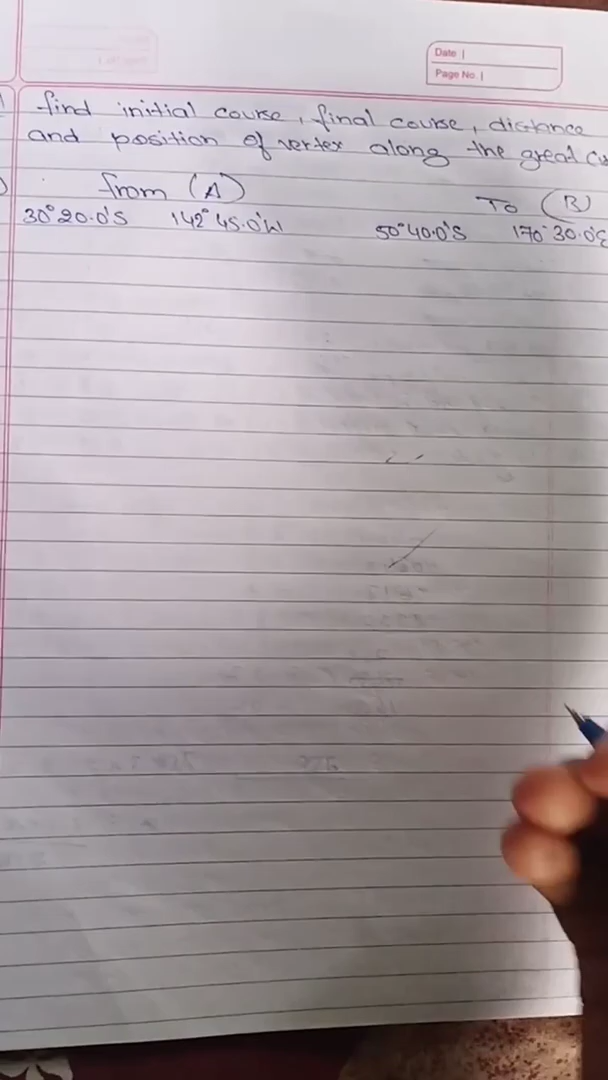 Date |
Page No. |
find initial course, final course, distance
and position of vertex along the great
from (A) To (B)
30°20.0'S 142°45.0'W 50°40.0'S 170°30.0'E